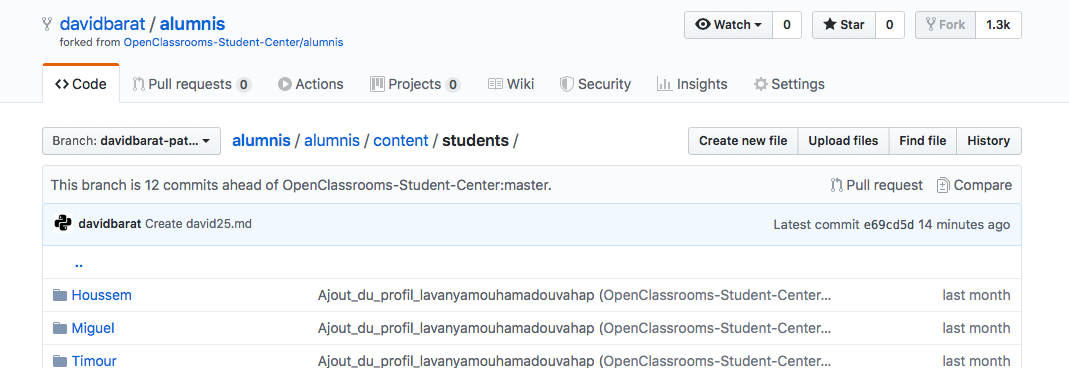 davidbarat / alumnis
forked from OpenClassrooms-Student-Center/alumnis
Watch 0 Star 0 Fork 1.3k
Code Pull requests 0 Actions Projects 0 Wiki Security Insights Settings
Branch: davidbarat-pat... alumnis / alumnis / content / students / Create new file Upload files Find file History
This branch is 12 commits ahead of OpenClassrooms-Student-Center:master. Pull request Compare
davidbarat Create david25.md Latest commit e69cd5d 14 minutes ago
..
Houssem Ajout_du_profil_lavanyamouhamadouvahap (OpenClassrooms-Student-Center... last month
Miguel Ajout_du_profil_lavanyamouhamadouvahap (OpenClassrooms-Student-Center... last month
Timour Ajout_du_profil_lavanyamouhamadouvahap (OpenClassrooms-Student-Center... last month